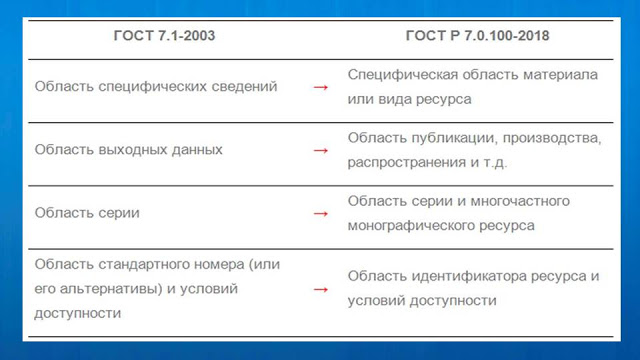 ГОСТ 7.1-2003
ГОСТ Р 7.0.100-2018
Область специфических сведений
→
Специфическая область материала
или вида ресурса
Область выходных данных
→
Область публикации, производства,
распространения и т.д.
Область серии
→
Область серии и многочастного
монографического ресурса
Область стандартного номера (или
его альтернативы) и условий
доступности
→
Область идентификатора ресурса и
условий доступности